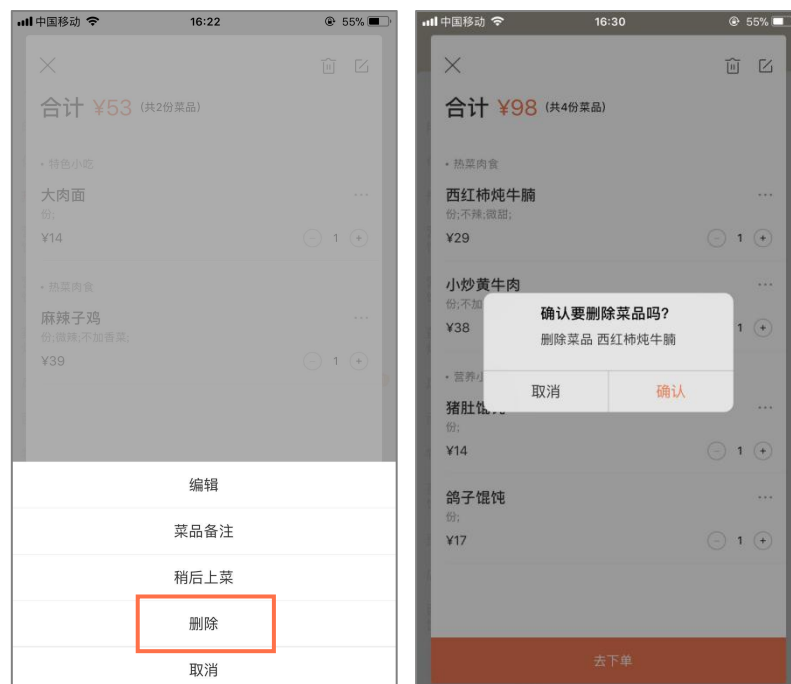 中国移动
16:22
55%
合计 ¥53 (共2份菜品)
• 特色小吃
大肉面
份;
¥14
1
• 热菜肉食
麻辣子鸡
份;微辣;不加香菜;
¥39
1
编辑
菜品备注
稍后上菜
删除
取消
中国移动
16:30
55%
合计 ¥98 (共4份菜品)
• 热菜肉食
西红柿炖牛腩
份;不辣;微甜;
¥29
1
小炒黄牛肉
份;不加
¥38
1
确认要删除菜品吗?
删除菜品 西红柿炖牛腩
取消
确认
• 营养小
猪肚馄
份;
¥14
1
鸽子馄饨
份;
¥17
1
去下单